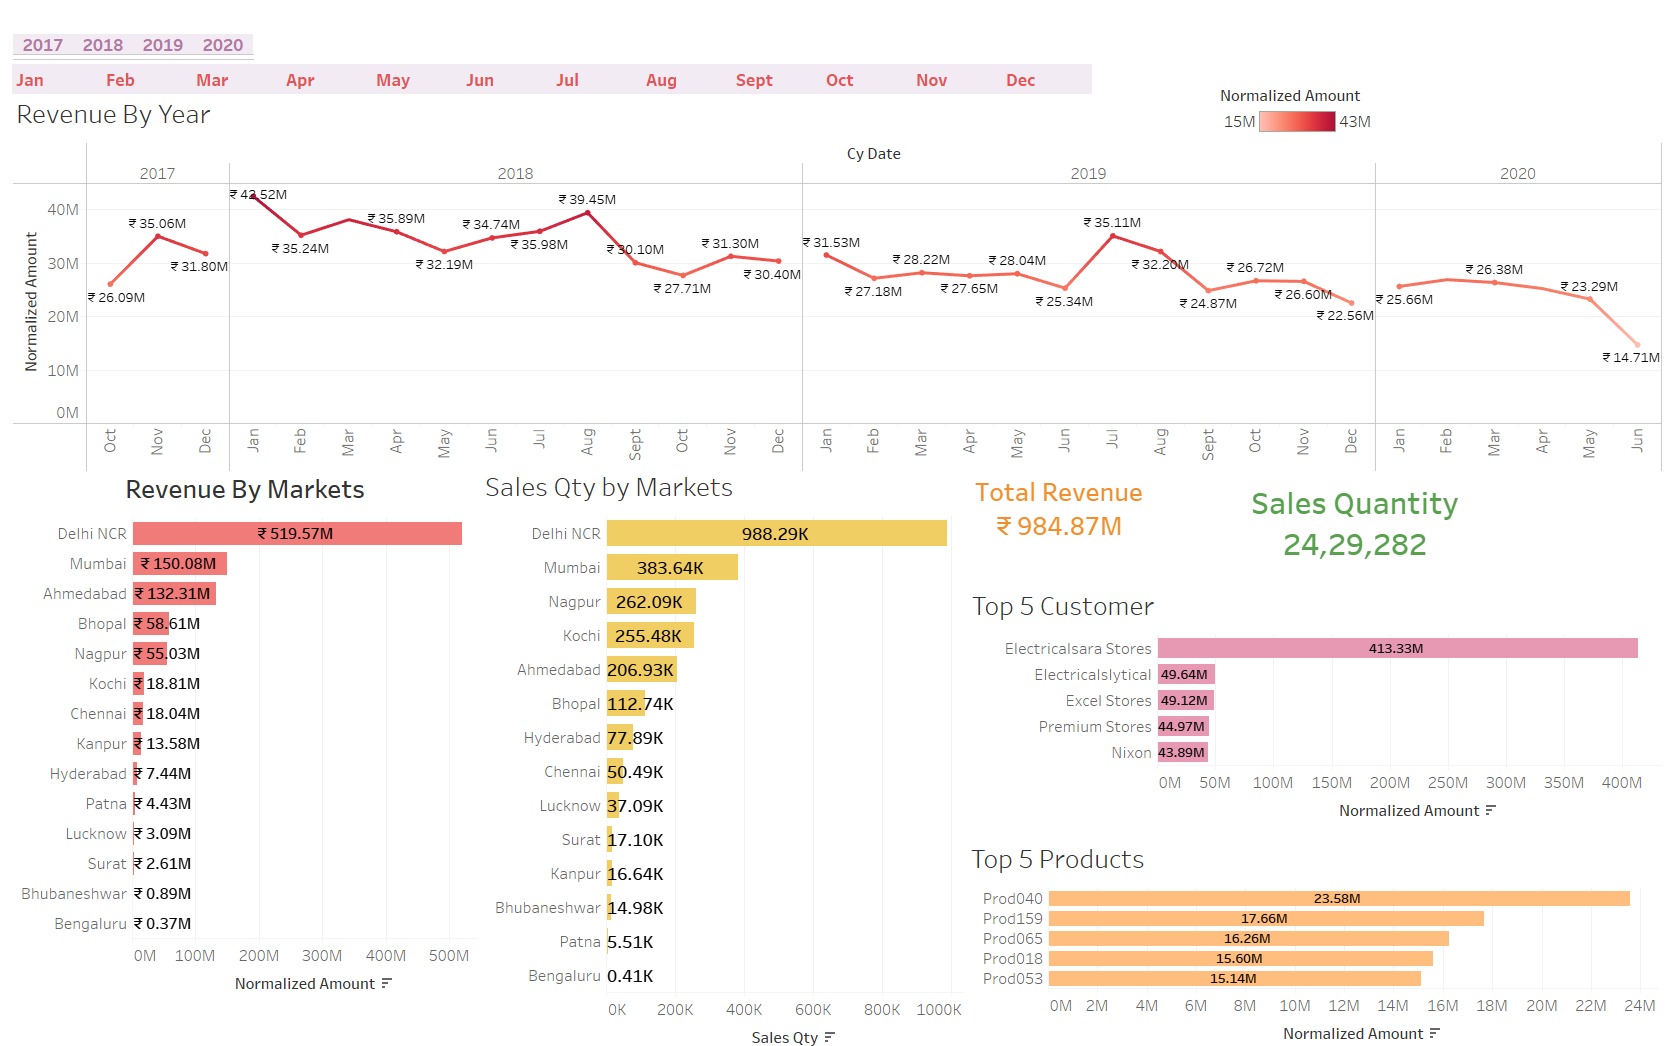 2017 2018 2019 2020
Jan Feb Mar Apr May Jun Jul Aug Sept Oct Nov Dec
Revenue By Year
Normalized Amount
15M 43M
Cy Date
2017 2018 2019 2020
Normalized Amount
40M
30M
20M
10M
0M
₹ 26.09M
₹ 35.06M
₹ 31.80M
₹ 42.52M
₹ 35.24M
₹ 35.89M
₹ 32.19M
₹ 34.74M
₹ 35.98M
₹ 39.45M
₹ 30.10M
₹ 27.71M
₹ 31.30M
₹ 30.40M
₹ 31.53M
₹ 27.18M
₹ 28.22M
₹ 27.65M
₹ 28.04M
₹ 25.34M
₹ 35.11M
₹ 32.20M
₹ 24.87M
₹ 26.72M
₹ 26.60M
₹ 22.56M
₹ 25.66M
₹ 26.38M
₹ 23.29M
₹ 14.71M
Oct Nov Dec Jan Feb Mar Apr May Jun Jul Aug Sept Oct Nov Dec Jan Feb Mar Apr May Jun Jul Aug Sept Oct Nov Dec Jan Feb Mar Apr May Jun
Revenue By Markets
Delhi NCR ₹ 519.57M
Mumbai ₹ 150.08M
Ahmedabad ₹ 132.31M
Bhopal ₹ 58.61M
Nagpur ₹ 55.03M
Kochi ₹ 18.81M
Chennai ₹ 18.04M
Kanpur ₹ 13.58M
Hyderabad ₹ 7.44M
Patna ₹ 4.43M
Lucknow ₹ 3.09M
Surat ₹ 2.61M
Bhubaneshwar ₹ 0.89M
Bengaluru ₹ 0.37M
0M 100M 200M 300M 400M 500M
Normalized Amount
Sales Qty by Markets
Delhi NCR 988.29K
Mumbai 383.64K
Nagpur 262.09K
Kochi 255.48K
Ahmedabad 206.93K
Bhopal 112.74K
Hyderabad 77.89K
Chennai 50.49K
Lucknow 37.09K
Surat 17.10K
Kanpur 16.64K
Bhubaneshwar 14.98K
Patna 5.51K
Bengaluru 0.41K
0K 200K 400K 600K 800K 1000K
Sales Qty
Total Revenue
₹ 984.87M
Sales Quantity
24,29,282
Top 5 Customer
Electricalsara Stores 413.33M
Electricalslytical 49.64M
Excel Stores 49.12M
Premium Stores 44.97M
Nixon 43.89M
0M 50M 100M 150M 200M 250M 300M 350M 400M
Normalized Amount
Top 5 Products
Prod040 23.58M
Prod159 17.66M
Prod065 16.26M
Prod018 15.60M
Prod053 15.14M
0M 2M 4M 6M 8M 10M 12M 14M 16M 18M 20M 22M 24M
Normalized Amount